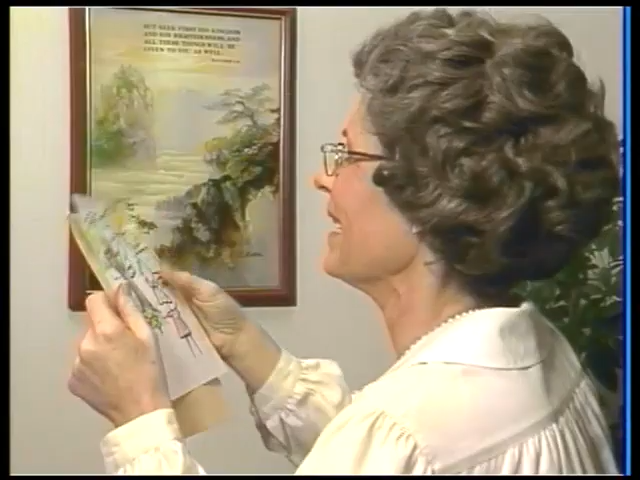 BUT SEEK FIRST HIS KINGDOM
AND HIS RIGHTEOUSNESS, AND
ALL THESE THINGS WILL BE
GIVEN TO YOU AS WELL.